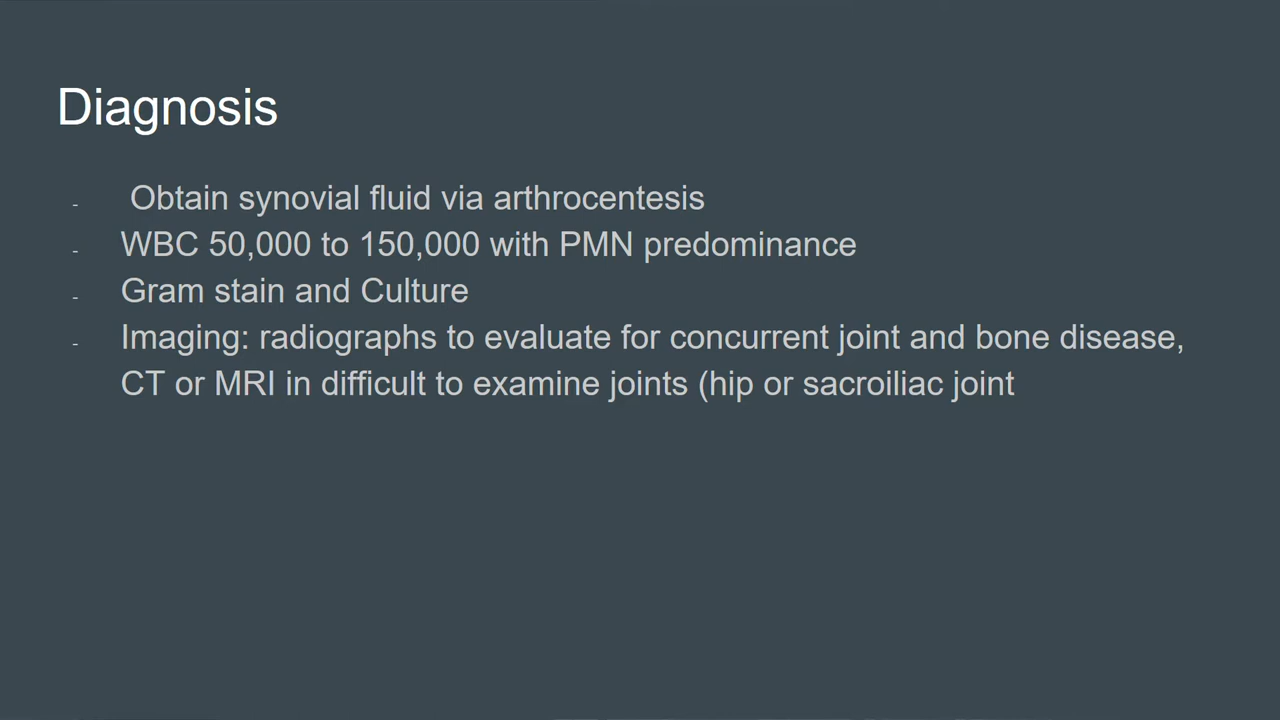 Diagnosis
- Obtain synovial fluid via arthrocentesis
- WBC 50,000 to 150,000 with PMN predominance
- Gram stain and Culture
- Imaging: radiographs to evaluate for concurrent joint and bone disease,
CT or MRI in difficult to examine joints (hip or sacroiliac joint